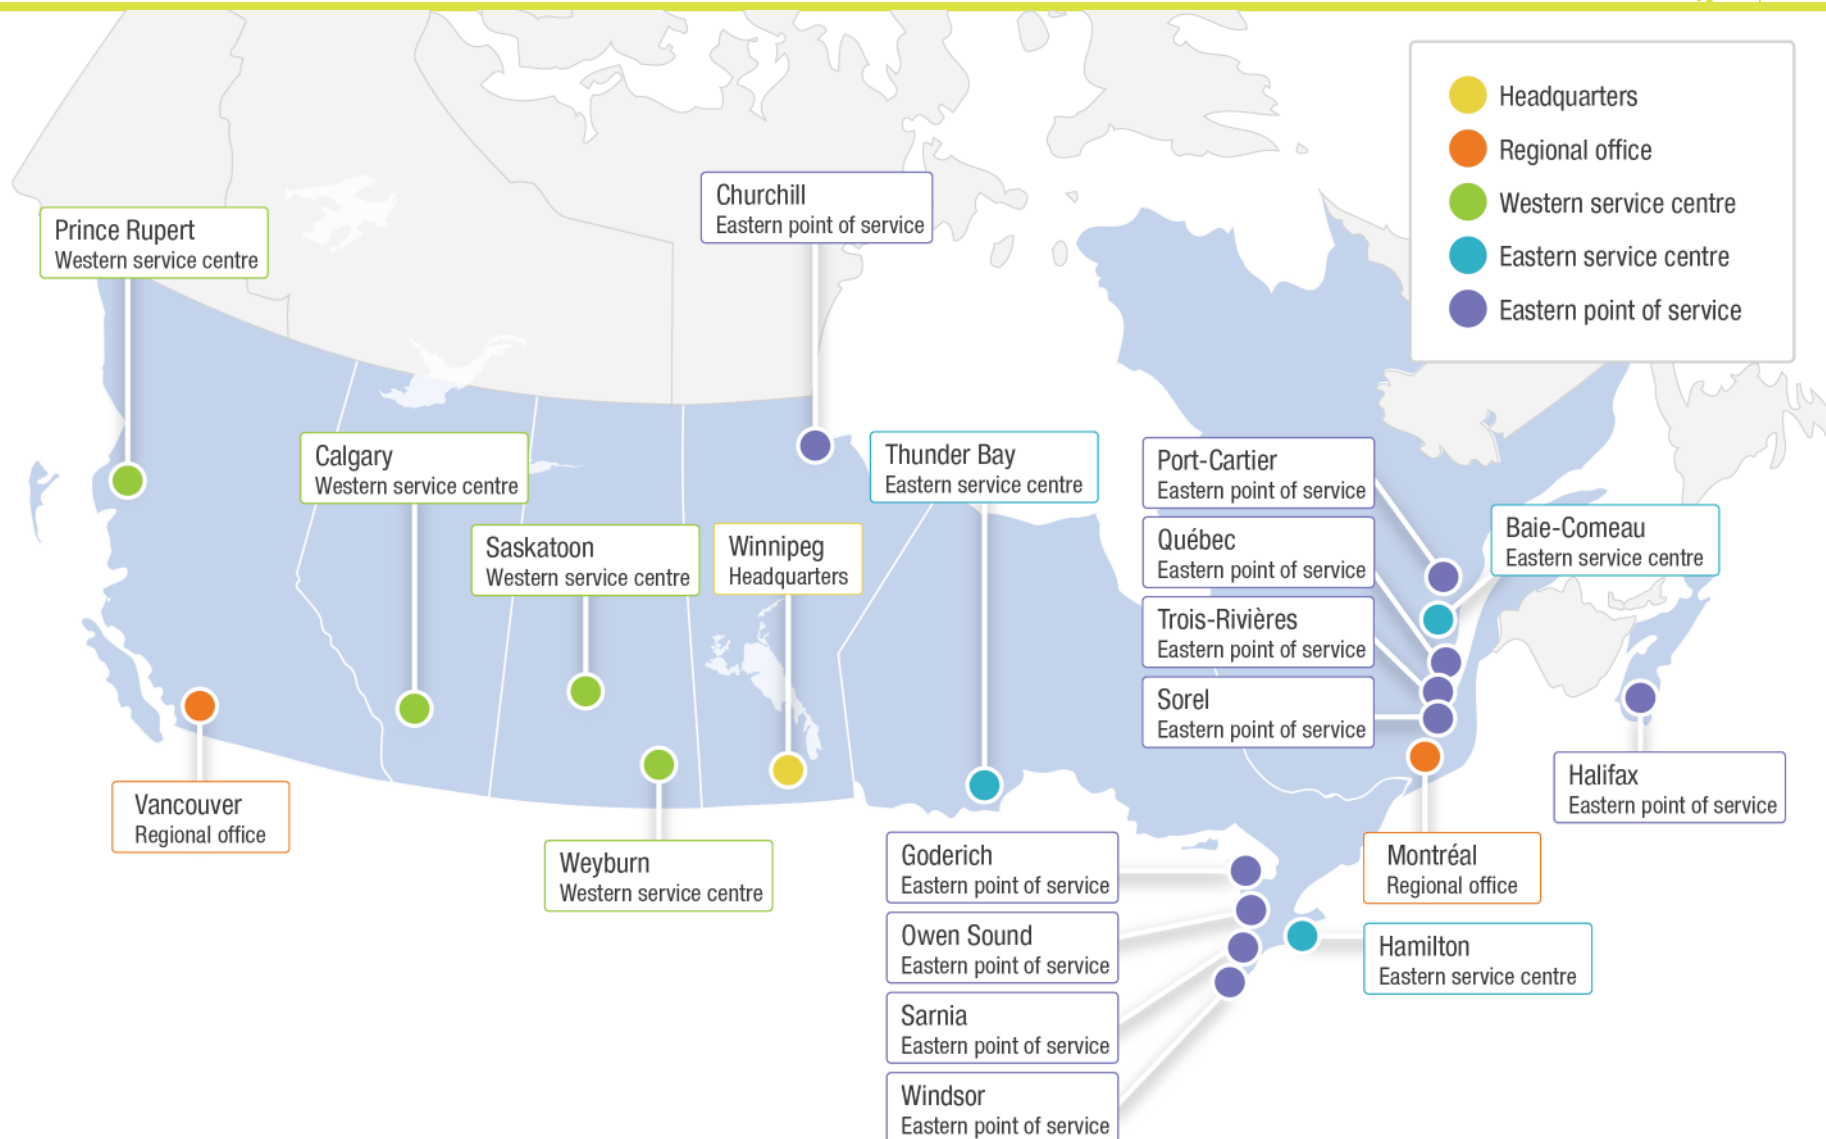 Headquarters
Regional office
Western service centre
Eastern service centre
Eastern point of service
Churchill
Eastern point of service
Prince Rupert
Western service centre
Calgary
Western service centre
Thunder Bay
Eastern service centre
Port-Cartier
Eastern point of service
Saskatoon
Western service centre
Winnipeg
Headquarters
Québec
Eastern point of service
Baie-Comeau
Eastern service centre
Trois-Rivières
Eastern point of service
Sorel
Eastern point of service
Halifax
Eastern point of service
Vancouver
Regional office
Weyburn
Western service centre
Goderich
Eastern point of service
Montréal
Regional office
Owen Sound
Eastern point of service
Hamilton
Eastern service centre
Sarnia
Eastern point of service
Windsor
Eastern point of service